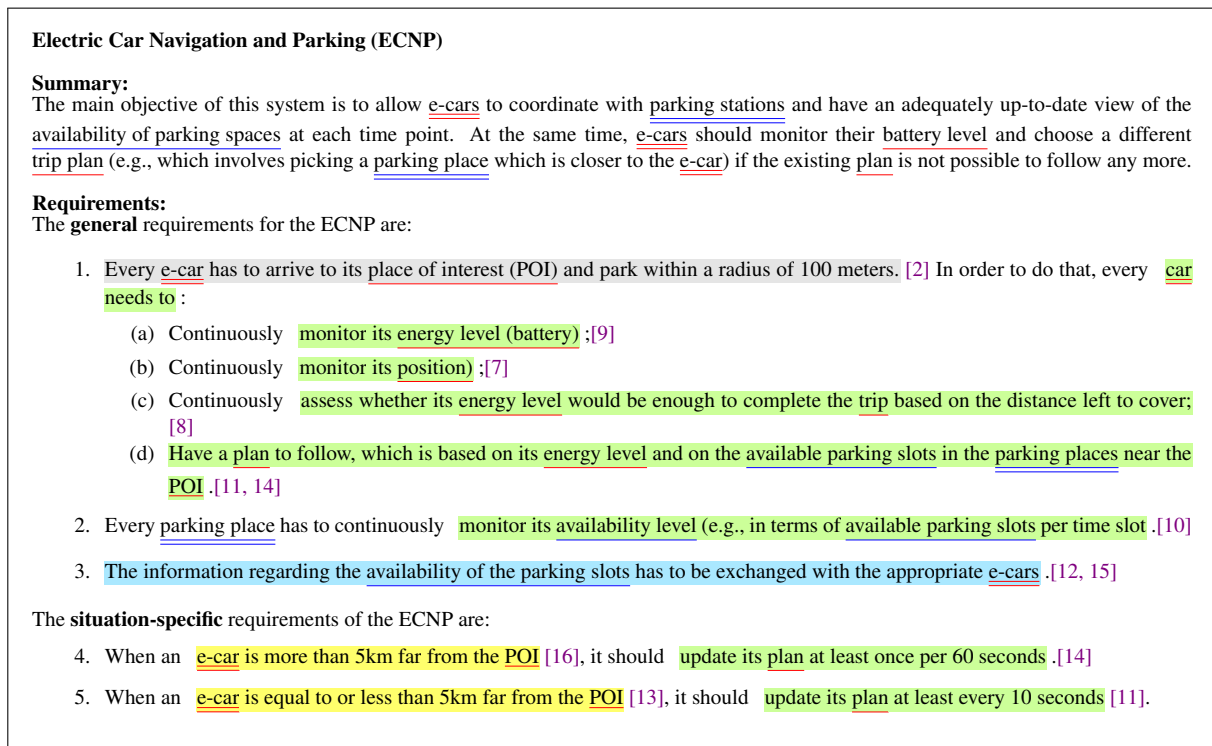 Electric Car Navigation and Parking (ECNP)
Summary:
The main objective of this system is to allow e-cars to coordinate with parking stations and have an adequately up-to-date view of the
availability of parking spaces at each time point. At the same time, e-cars should monitor their battery level and choose a different
trip plan (e.g., which involves picking a parking place which is closer to the e-car) if the existing plan is not possible to follow any more.
Requirements:
The general requirements for the ECNP are:
1. Every e-car has to arrive to its place of interest (POI) and park within a radius of 100 meters. [2] In order to do that, every car
needs to :
(a) Continuously monitor its energy level (battery) ;[9]
(b) Continuously monitor its position) ;[7]
(c) Continuously assess whether its energy level would be enough to complete the trip based on the distance left to cover;
[8]
(d) Have a plan to follow, which is based on its energy level and on the available parking slots in the parking places near the
POI .[11, 14]
2. Every parking place has to continuously monitor its availability level (e.g., in terms of available parking slots per time slot .[10]
3. The information regarding the availability of the parking slots has to be exchanged with the appropriate e-cars .[12, 15]
The situation-specific requirements of the ECNP are:
4. When an e-car is more than 5km far from the POI [16], it should update its plan at least once per 60 seconds .[14]
5. When an e-car is equal to or less than 5km far from the POI [13], it should update its plan at least every 10 seconds [11].